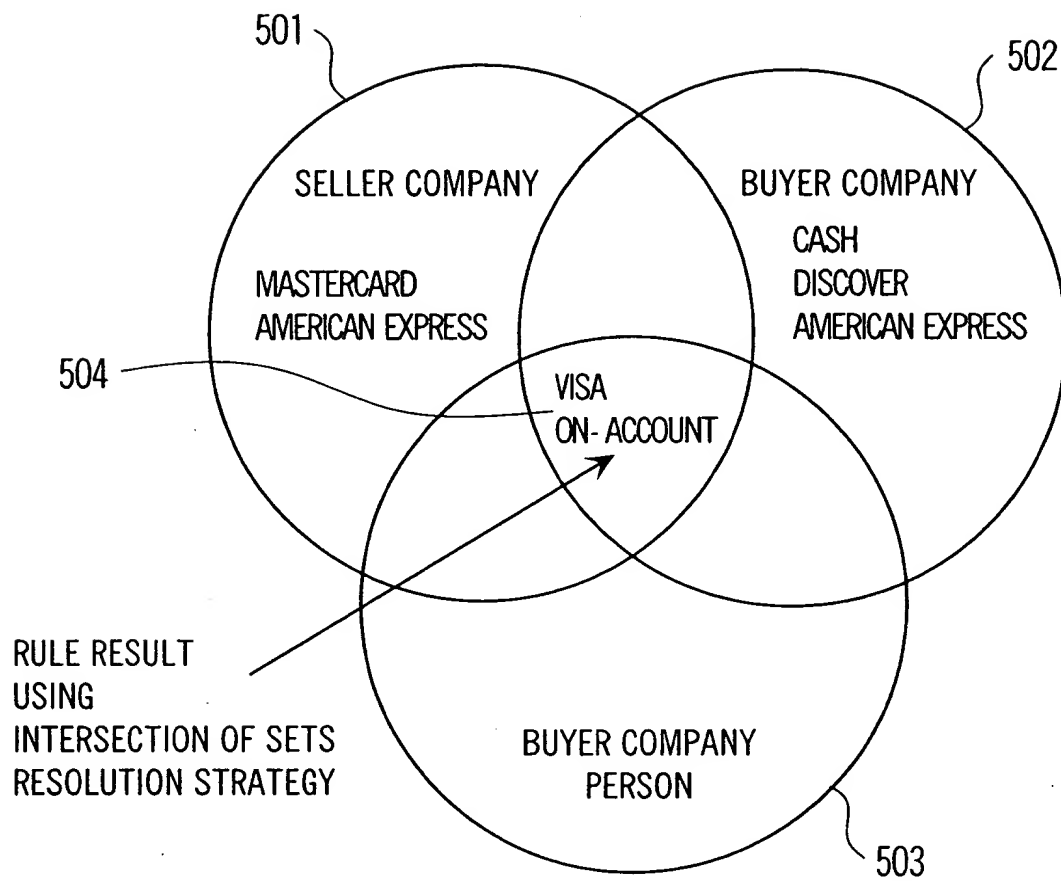 501
502
SELLER COMPANY
BUYER COMPANY
MASTERCARD
AMERICAN EXPRESS
CASH
DISCOVER
AMERICAN EXPRESS
504
VISA
ON-ACCOUNT
RULE RESULT
USING
INTERSECTION OF SETS
RESOLUTION STRATEGY
BUYER COMPANY
PERSON
503